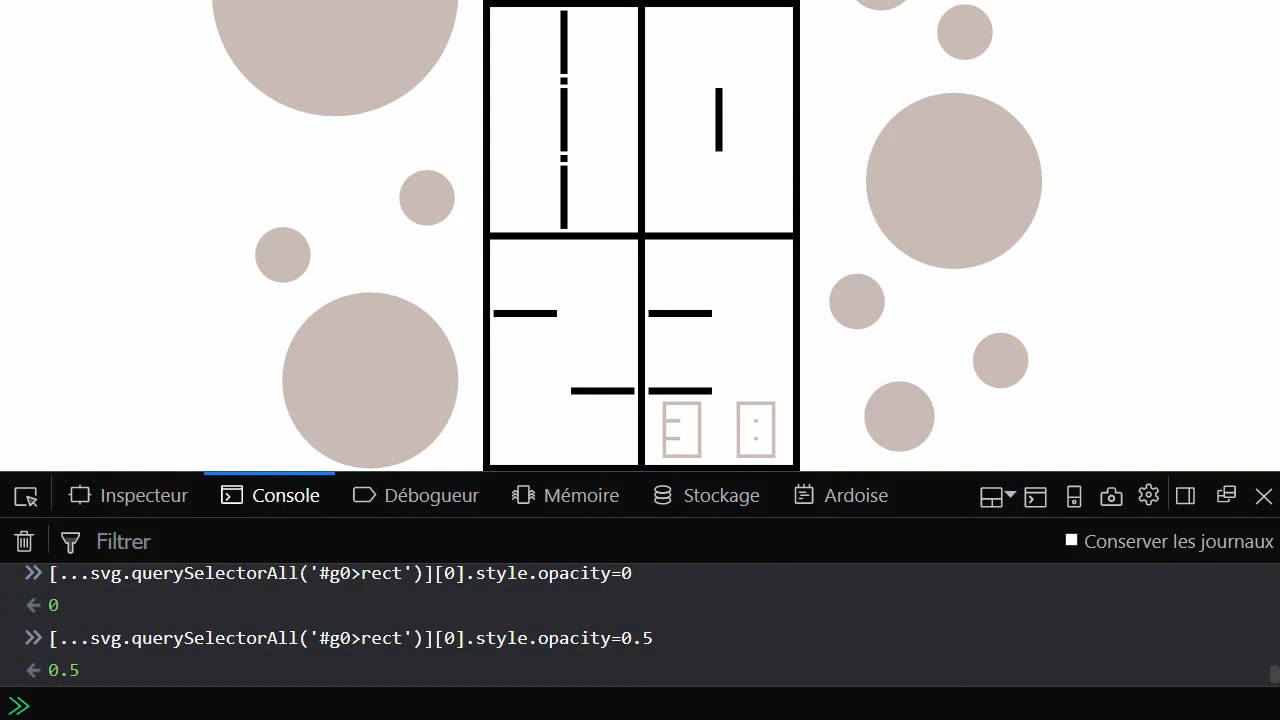 Inspecteur Console Débogueur Mémoire Stockage Ardoise
Filtrer Conserver les journaux
[...svg.querySelectorAll('#g0>rect')][0].style.opacity=0
0
[...svg.querySelectorAll('#g0>rect')][0].style.opacity=0.5
0.5